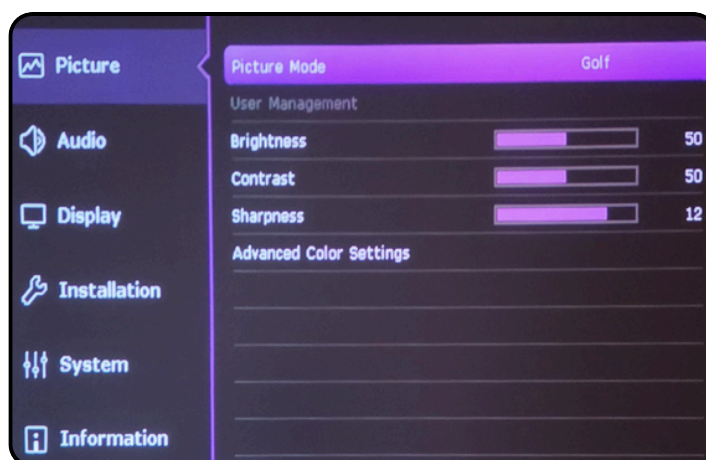 Picture
Audio
Display
Installation
System
Information
Picture Mode Golf
User Management
Brightness 50
Contrast 50
Sharpness 12
Advanced Color Settings